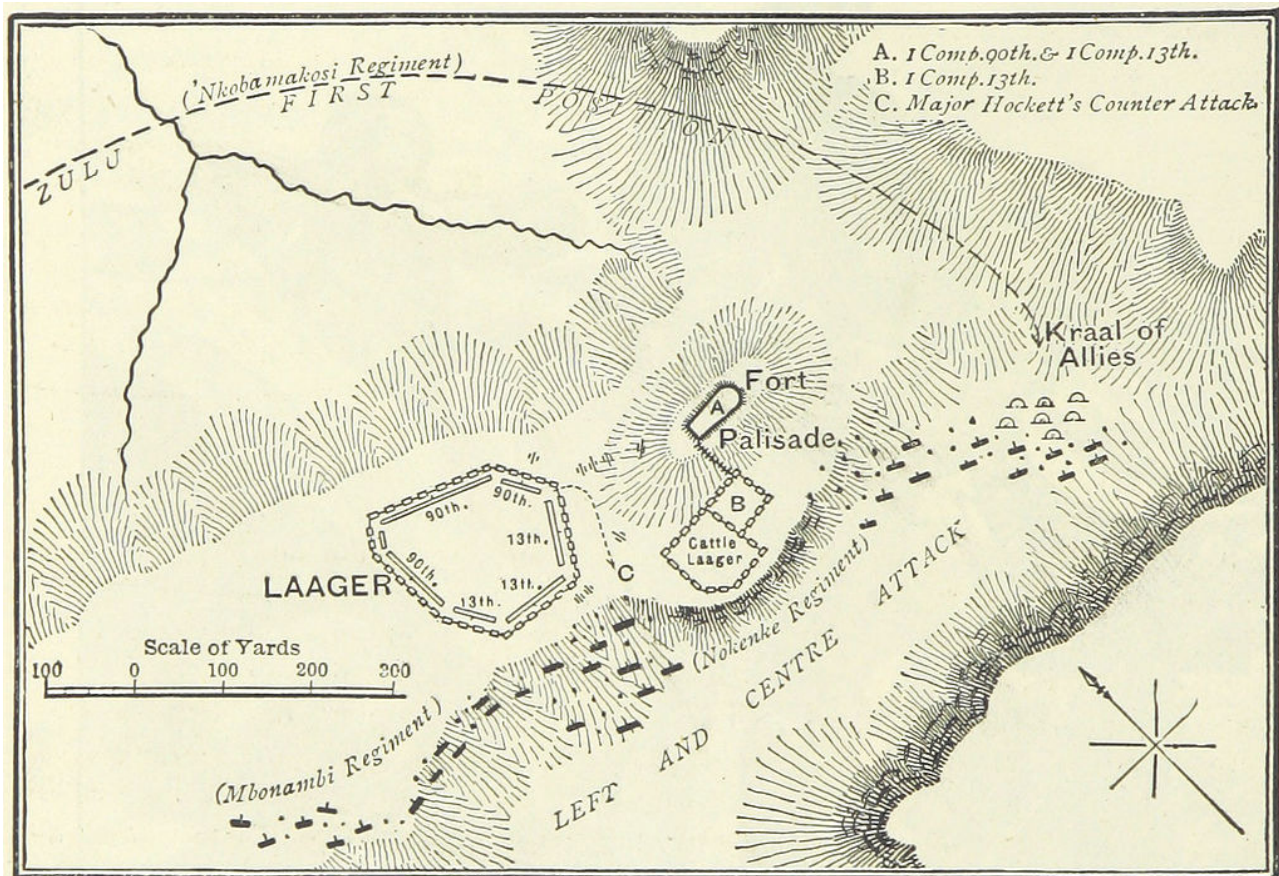 A. 1 Comp. 90th. & 1 Comp. 13th.
B. 1 Comp. 13th.
C. Major Hockett's Counter Attack.
('Nkobamakosi Regiment)
ZULU FIRST POSITION
Kraal of
Allies
Fort
A
Palisade
B
Cattle
Laager
90th.
90th.
13th.
90th.
13th.
13th.
C
LAAGER
Scale of Yards
100 0 100 200 300
(Nokenke Regiment)
(Mbonambi Regiment)
LEFT AND CENTRE ATTACK